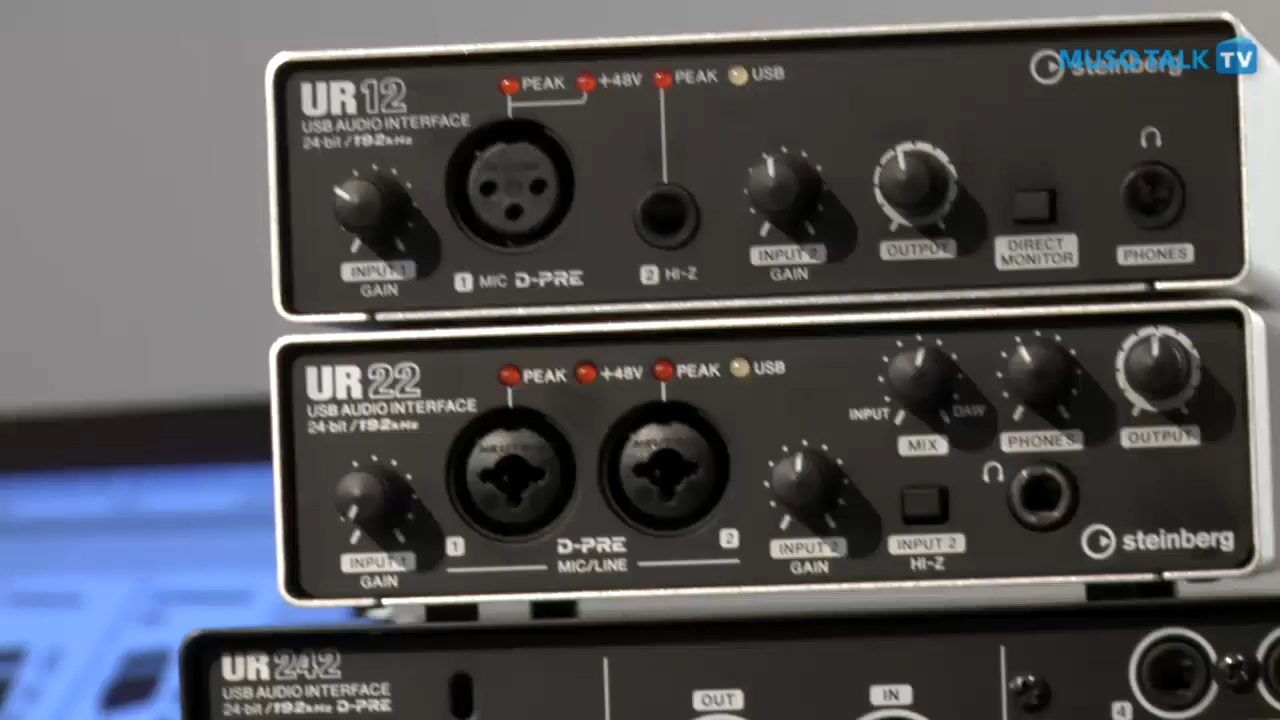 MUSOTALK TV
steinberg
UR12
USB AUDIO INTERFACE
24-bit / 192kHz
PEAK +48V PEAK USB
INPUT 1
GAIN
1 MIC D-PRE
2 HI-Z
INPUT 2
GAIN
OUTPUT
DIRECT
MONITOR
PHONES
UR22
USB AUDIO INTERFACE
24-bit / 192kHz
PEAK +48V PEAK USB
INPUT 1
GAIN
1 D-PRE 2
MIC/LINE
INPUT 2
GAIN
INPUT DAW
MIX
PHONES
OUTPUT
INPUT 2
HI-Z
steinberg
UR242
USB AUDIO INTERFACE
24-bit / 192kHz D-PRE
OUT
IN
4